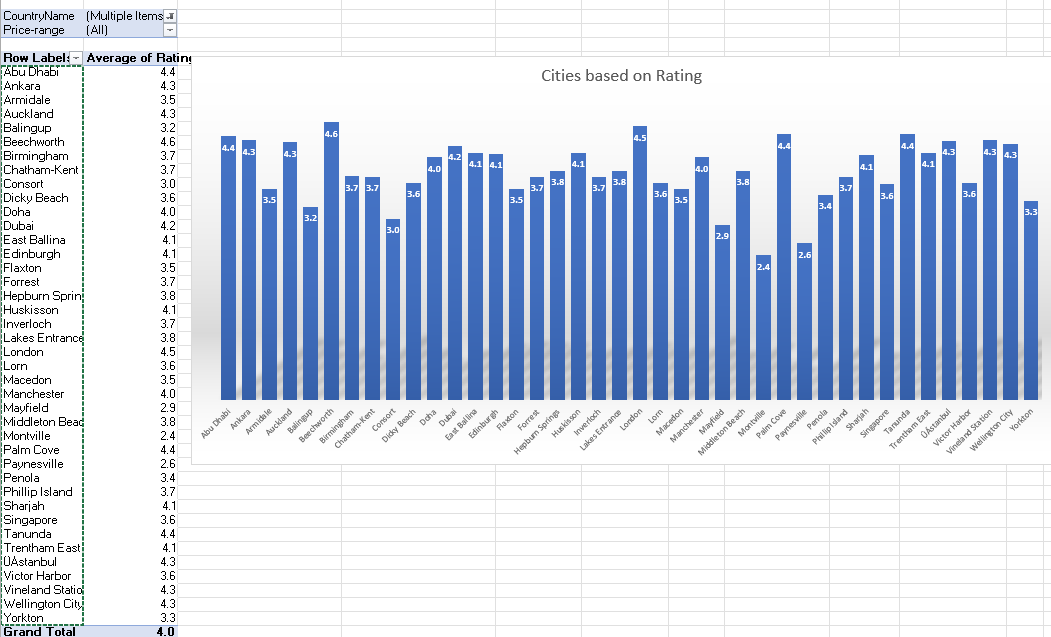 CountryName (Multiple Items
Price-range (All)
Row Labels Average of Rating
Abu Dhabi 4.4
Ankara 4.3
Armidale 3.5
Auckland 4.3
Balingup 3.2
Beechworth 4.6
Birmingham 3.7
Chatham-Kent 3.7
Consort 3.0
Dicky Beach 3.6
Doha 4.0
Dubai 4.2
East Ballina 4.1
Edinburgh 4.1
Flaxton 3.5
Forrest 3.7
Hepburn Sprin 3.8
Huskisson 4.1
Inverloch 3.7
Lakes Entrance 3.8
London 4.5
Lorn 3.6
Macedon 3.5
Manchester 4.0
Mayfield 2.9
Middleton Beac 3.8
Montville 2.4
Palm Cove 4.4
Paynesville 2.6
Penola 3.4
Phillip Island 3.7
Sharjah 4.1
Singapore 3.6
Tanunda 4.4
Trentham East 4.1
ÛÁstanbul 4.3
Victor Harbor 3.6
Vineland Statio 4.3
Wellington City 4.3
Yorkton 3.3
Grand Total 4.0
Cities based on Rating
4.4 4.3 3.5 4.3 3.2 4.6 3.7 3.7 3.0 3.6 4.0 4.2 4.1 4.1 3.5 3.7 3.8 4.1 3.7 3.8 4.5 3.6 3.5 4.0 2.9 3.8 2.4 4.4 2.6 3.4 3.7 4.1 3.6 4.4 4.1 4.3 3.6 4.3 4.3 3.3
Abu Dhabi
Ankara
Armidale
Auckland
Balingup
Beechworth
Birmingham
Chatham-Kent
Consort
Dicky Beach
Doha
Dubai
East Ballina
Edinburgh
Flaxton
Forrest
Hepburn Springs
Huskisson
Inverloch
Lakes Entrance
London
Lorn
Macedon
Manchester
Mayfield
Middleton Beach
Montville
Palm Cove
Paynesville
Penola
Phillip Island
Sharjah
Singapore
Tanunda
Trentham East
ÛÁstanbul
Victor Harbor
Vineland Station
Wellington City
Yorkton